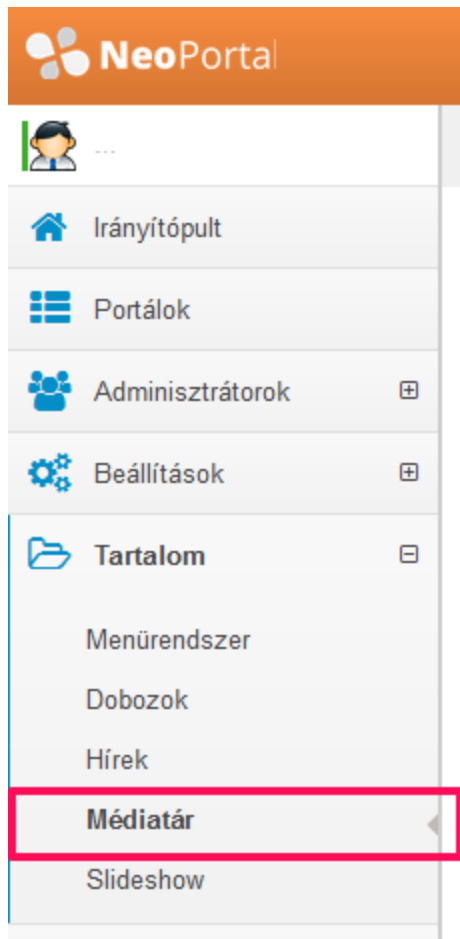 NeoPortal
...
Irányítópult
Portálok
Adminisztrátorok
Beállítások
Tartalom
Menürendszer
Dobozok
Hírek
Médiatár
Slideshow